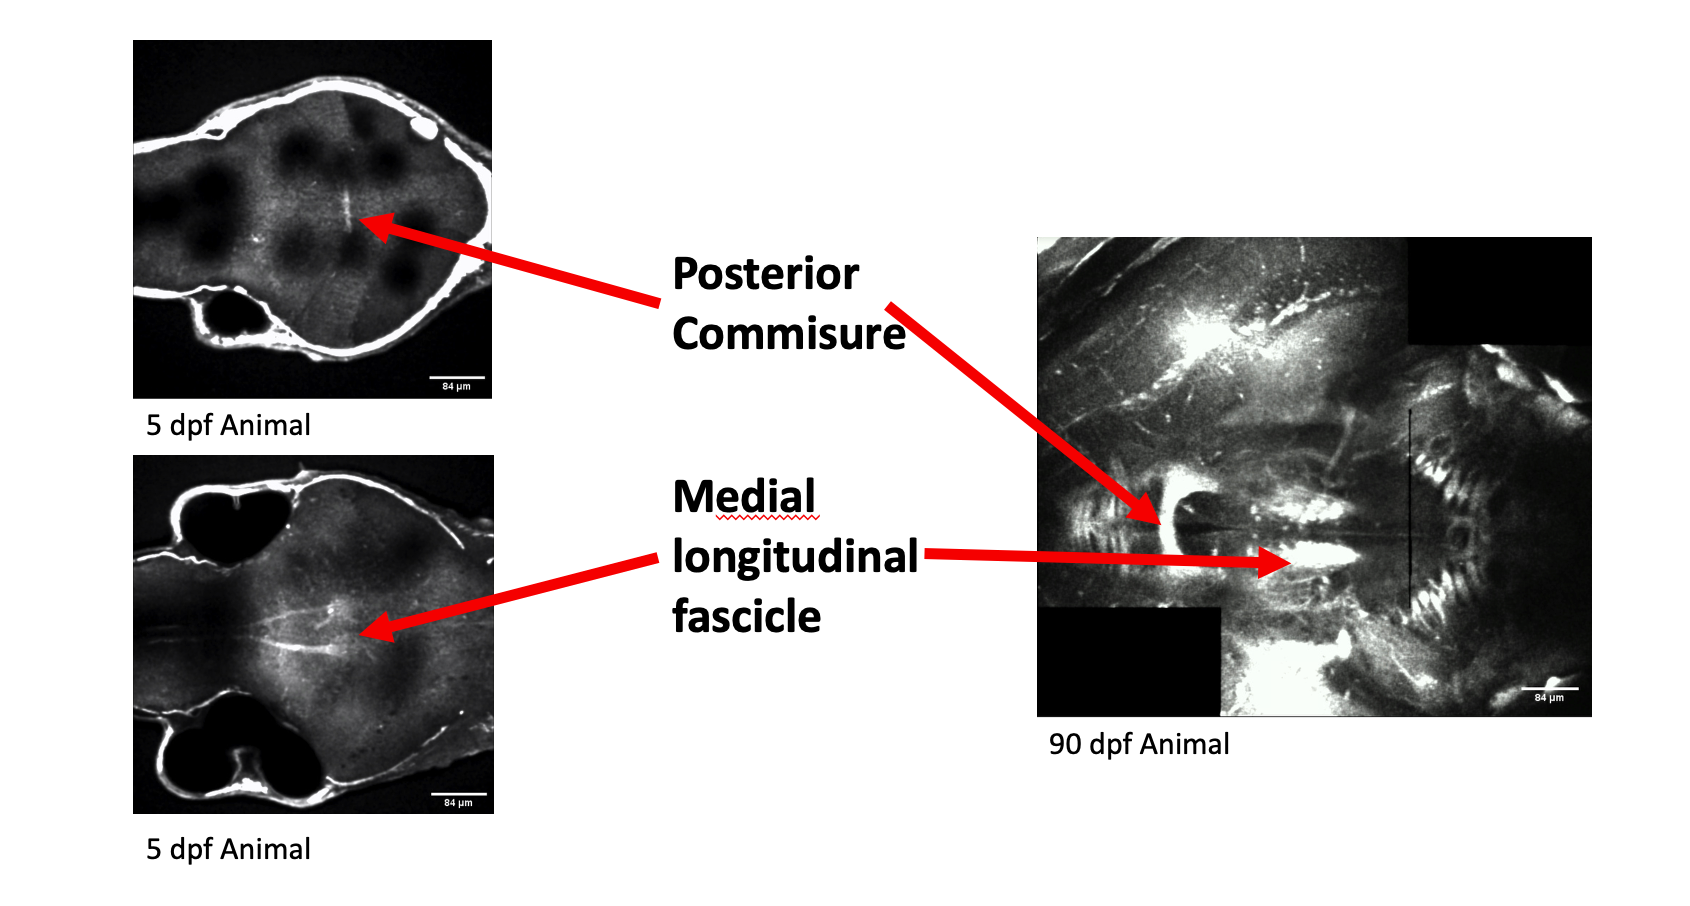 84 µm
5 dpf Animal
Posterior
Commisure
84 µm
5 dpf Animal
Medial
longitudinal
fascicle
84 µm
90 dpf Animal